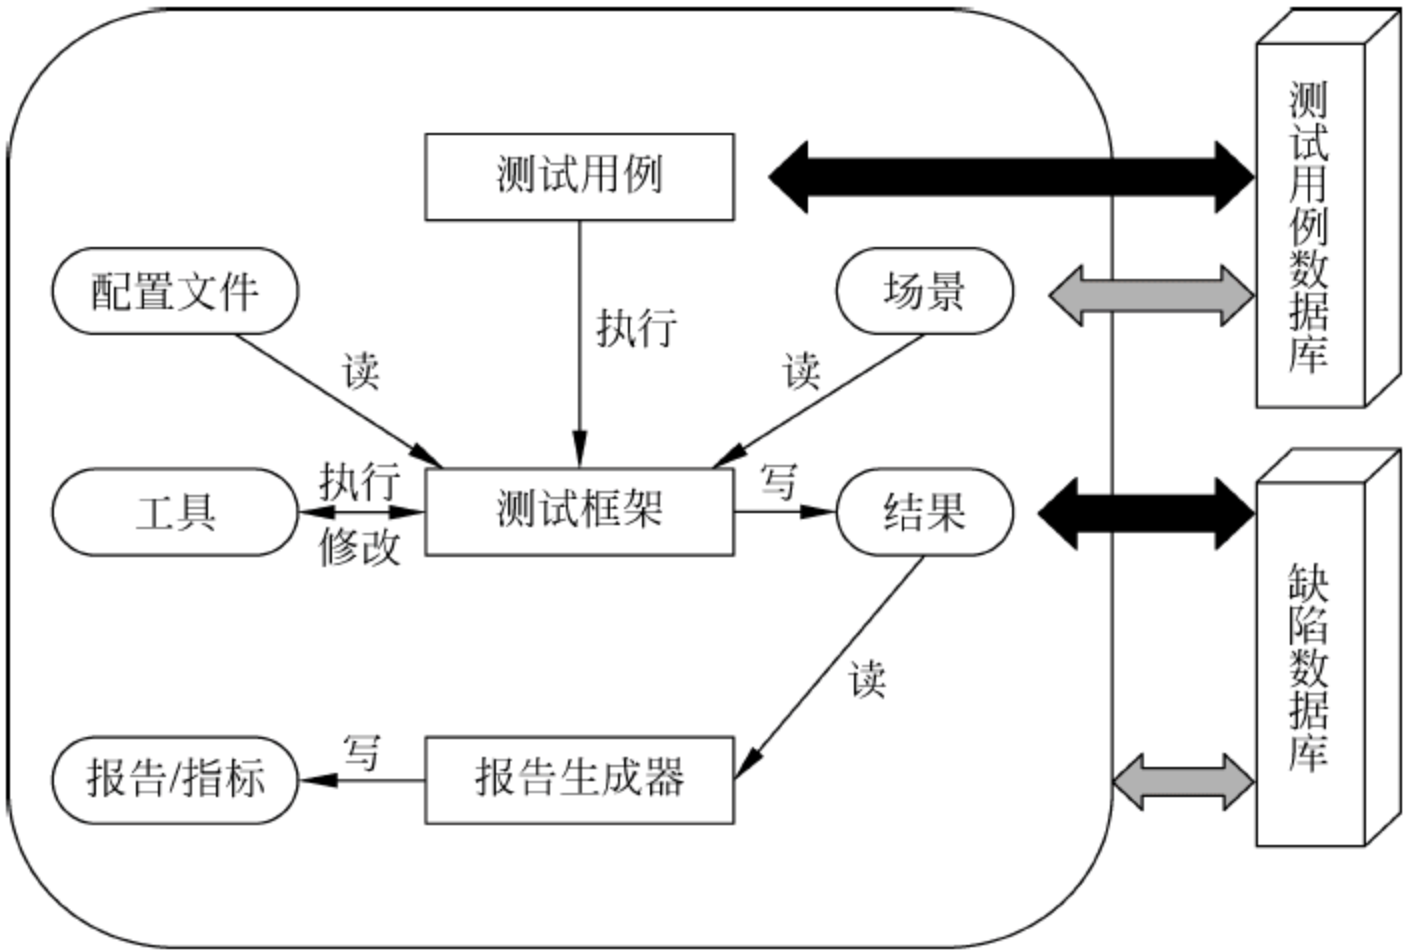 测试用例
配置文件
场景
执行
读
读
工具
执行
修改
测试框架
写
结果
读
报告/指标
写
报告生成器
测试用例数据库
缺陷数据库